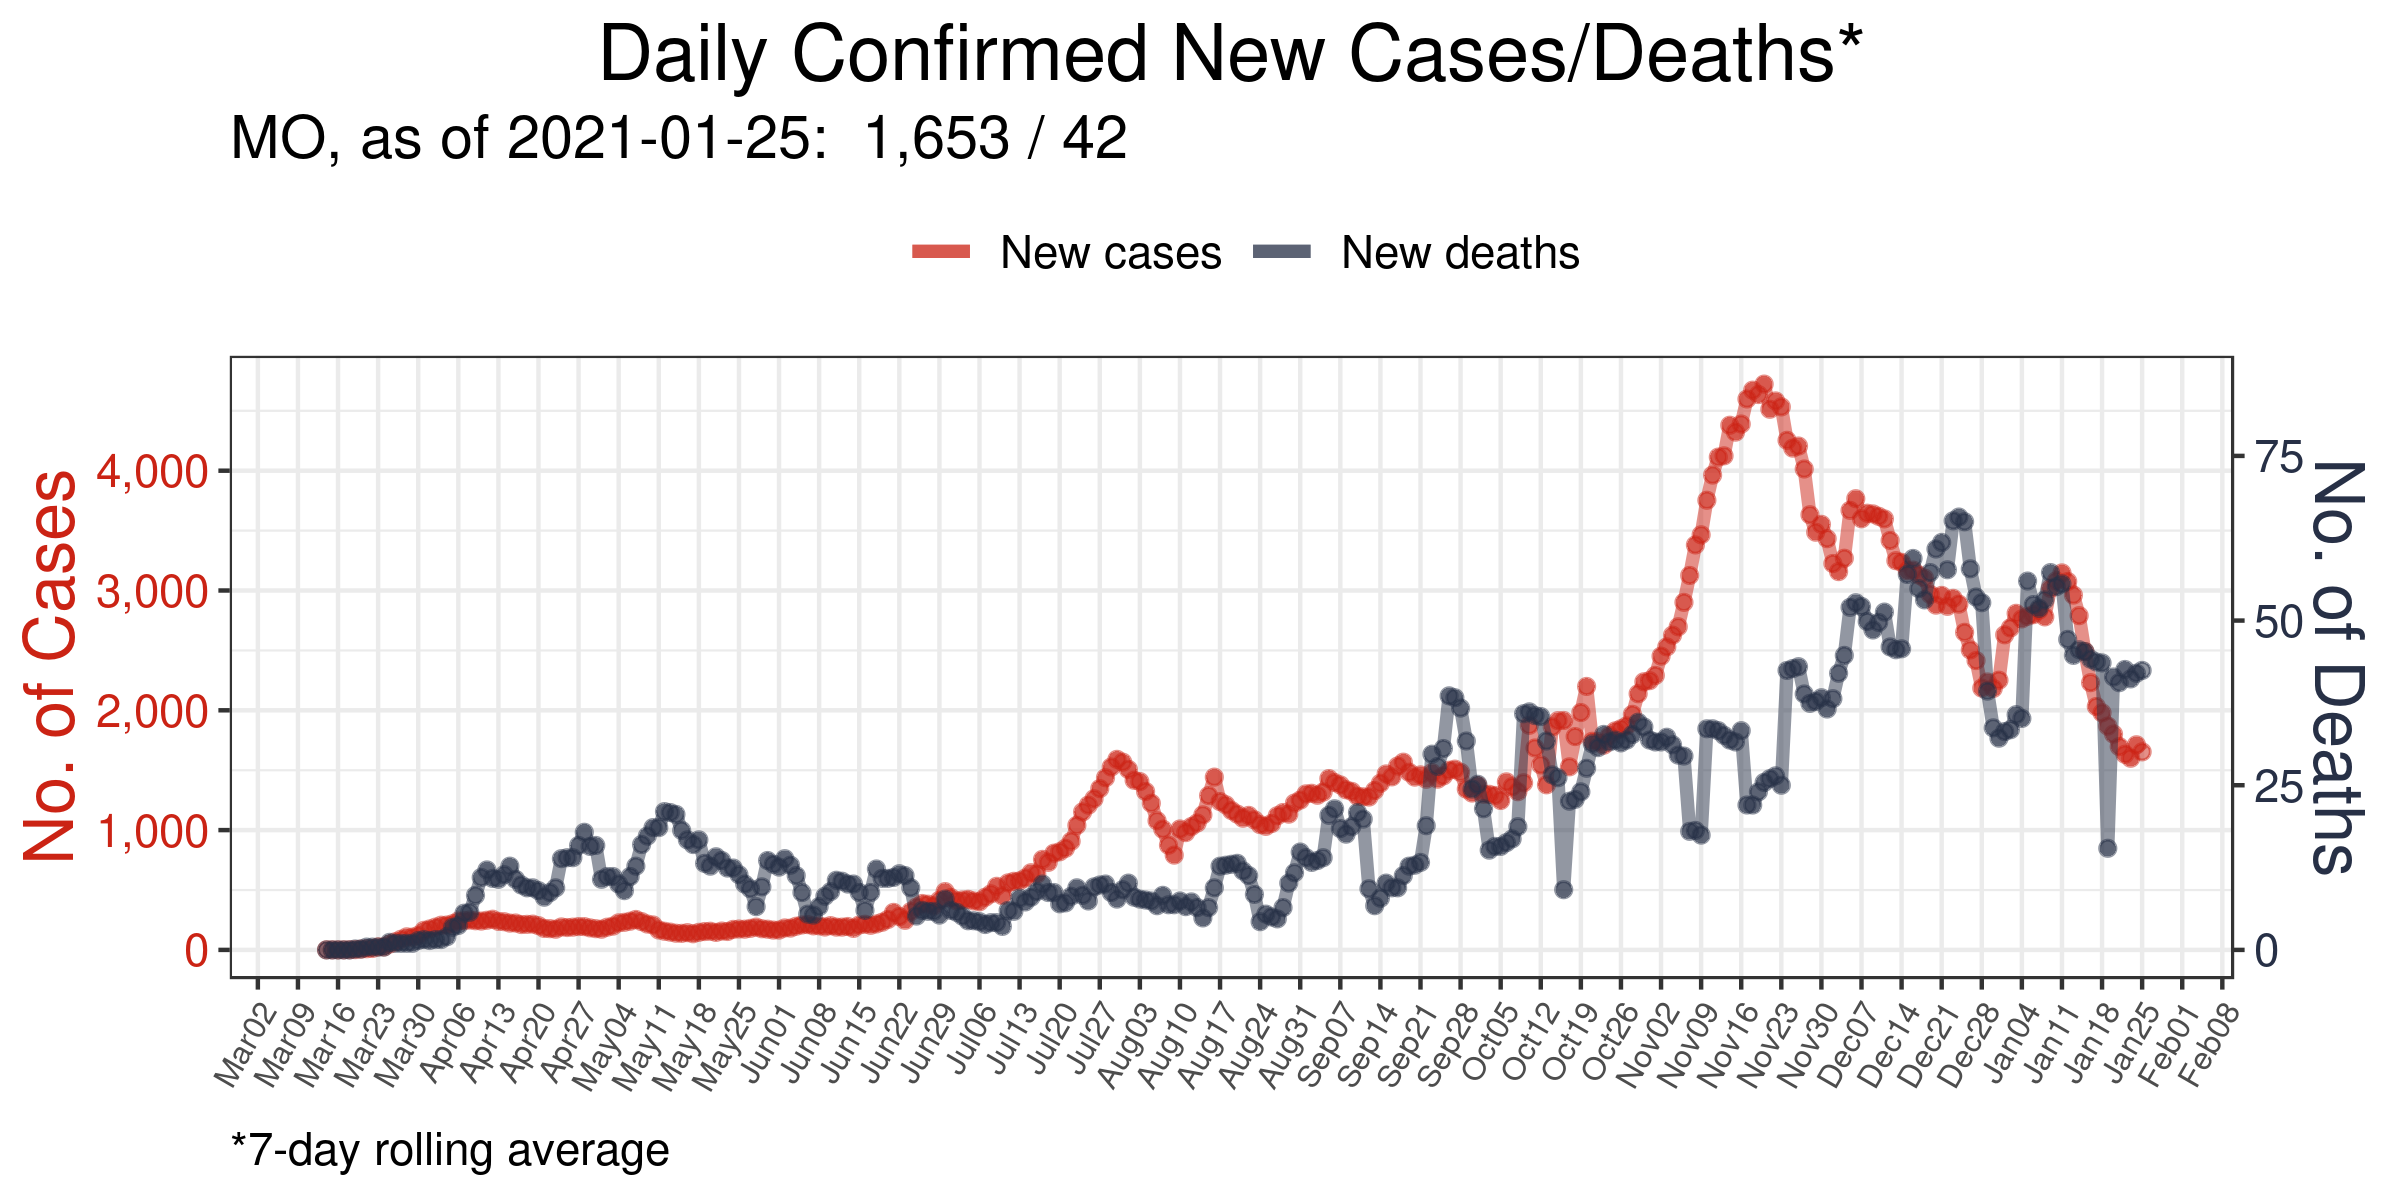 Daily Confirmed New Cases/Deaths*
MO, as of 2021-01-25:  1,653 / 42
New cases
New deaths
No. of Cases
4,000
3,000
2,000
1,000
0
75
50
25
0
No. of Deaths
Mar02
Mar09
Mar16
Mar23
Mar30
Apr06
Apr13
Apr20
Apr27
May04
May11
May18
May25
Jun01
Jun08
Jun15
Jun22
Jun29
Jul06
Jul13
Jul20
Jul27
Aug03
Aug10
Aug17
Aug24
Aug31
Sep07
Sep14
Sep21
Sep28
Oct05
Oct12
Oct19
Oct26
Nov02
Nov09
Nov16
Nov23
Nov30
Dec07
Dec14
Dec21
Dec28
Jan04
Jan11
Jan18
Jan25
Feb01
Feb08
*7-day rolling average